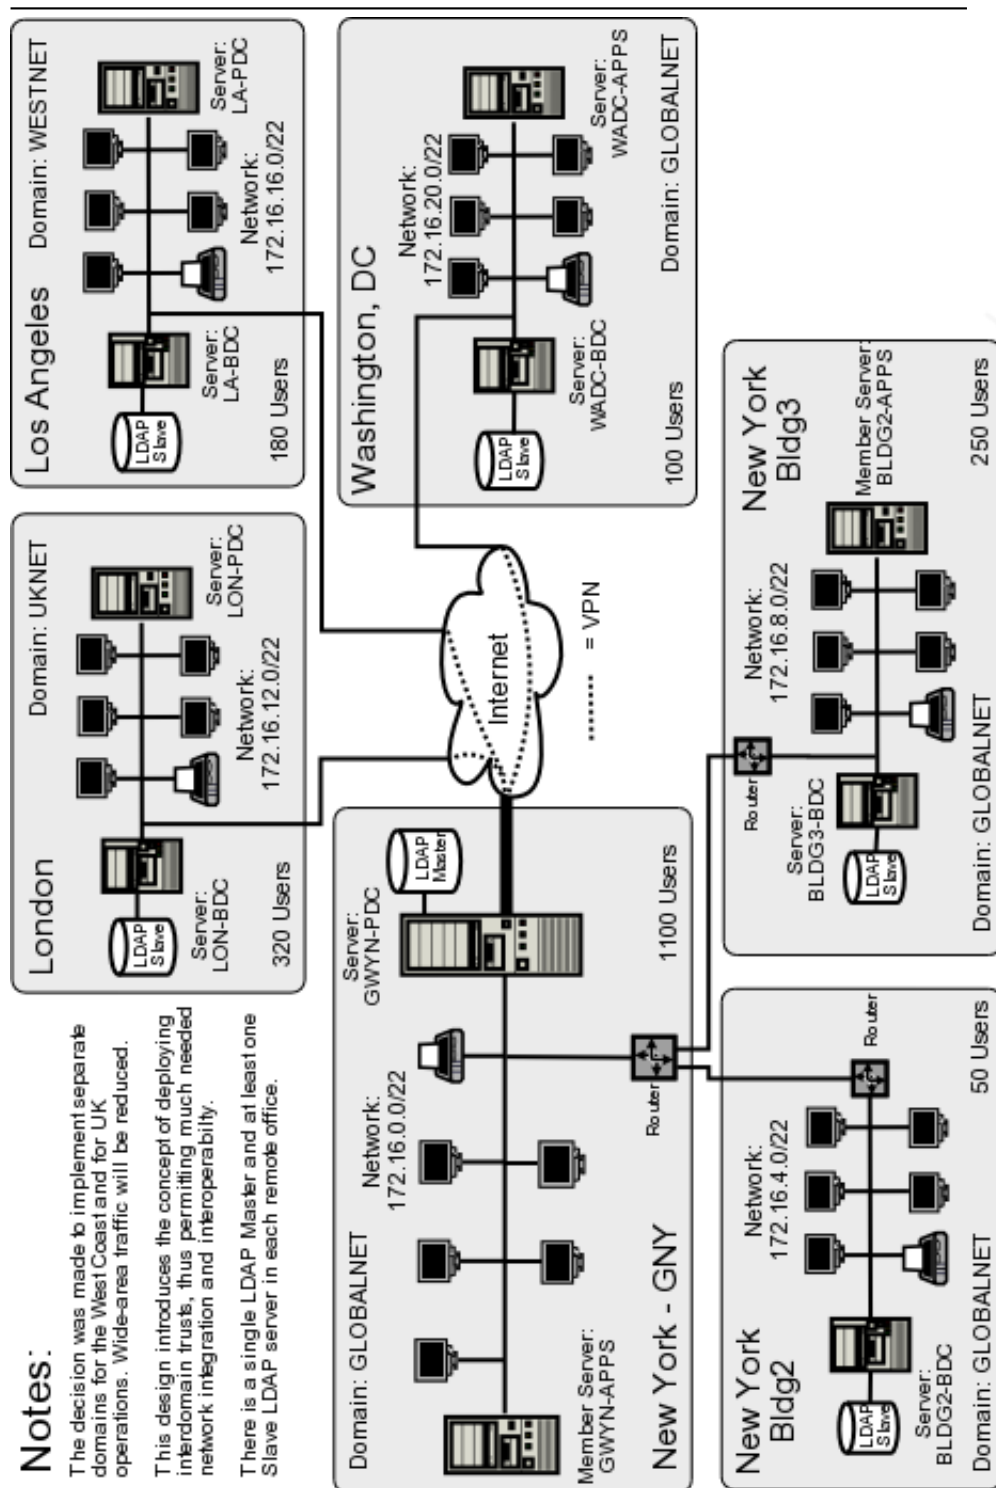 Notes:
The decision was made to implement separate
domains for the West Coast and for UK
operations. Wide-area traffic will be reduced.
This design introduces the concept of deploying
interdomain trusts, thus permitting much needed
network integration and interoperabilty.
There is a single LDAP Master and at least one
Slave LDAP server in each remote office.
London
Domain: UKNET
LDAP
Slave
Server:
LON-BDC
Network:
172.16.12.0/22
Server:
LON-PDC
320 Users
Los Angeles
Domain: WESTNET
LDAP
Slave
Server:
LA-BDC
Network:
172.16.16.0/22
Server:
LA-PDC
180 Users
Domain: GLOBALNET
Network:
172.16.0.0/22
Server:
GWYN-PDC
LDAP
Master
Member Server:
GWYN-APPS
New York - GNY
Router
1100 Users
Internet
= VPN
Washington, DC
LDAP
Slave
Server:
WADC-BDC
Network:
172.16.20.0/22
Server:
WADC-APPS
100 Users
Domain: GLOBALNET
New York
Bldg2
LDAP
Slave
Server:
BLDG2-BDC
Network:
172.16.4.0/22
Router
Domain: GLOBALNET
50 Users
New York
Bldg3
Router
LDAP
Slave
Server:
BLDG3-BDC
Network:
172.16.8.0/22
Member Server:
BLDG2-APPS
Domain: GLOBALNET
250 Users